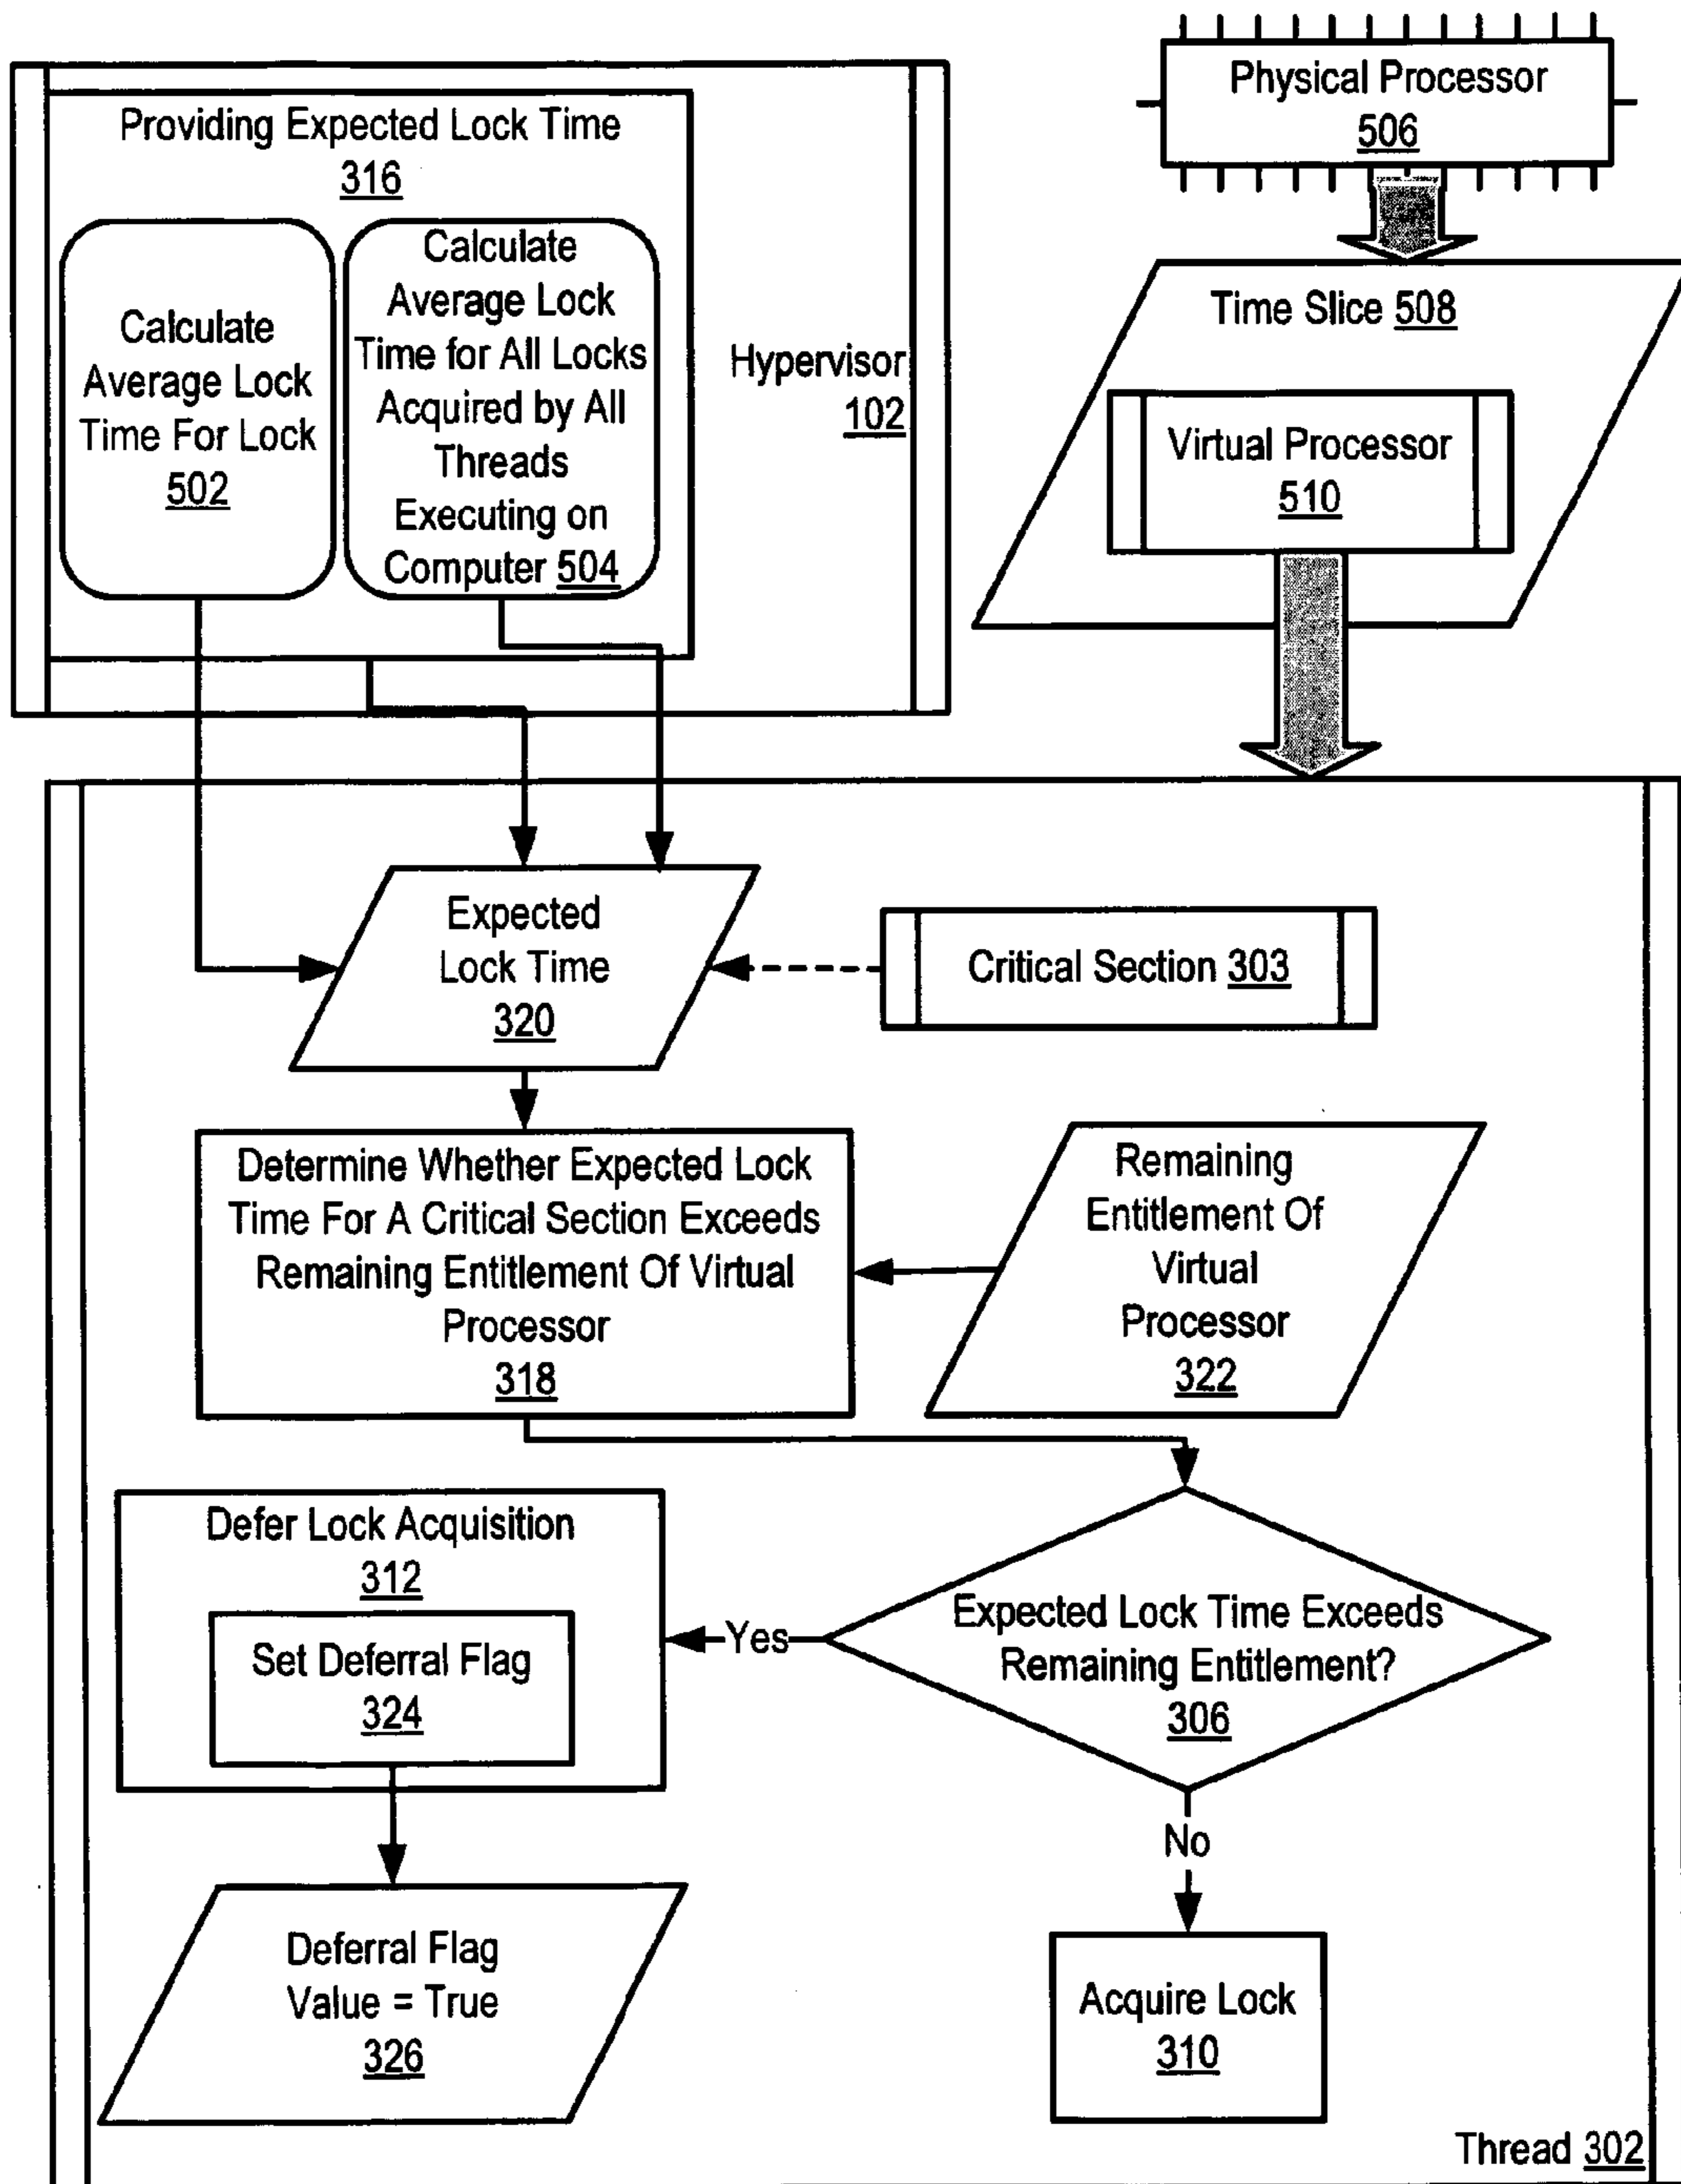 Providing Expected Lock Time
316
Calculate
Average Lock
Time For Lock
502
Calculate
Average Lock
Time for All Locks
Acquired by All
Threads
Executing on
Computer 504
Hypervisor
102
Physical Processor
506
Time Slice 508
Virtual Processor
510
Expected
Lock Time
320
Critical Section 303
Determine Whether Expected Lock
Time For A Critical Section Exceeds
Remaining Entitlement Of Virtual
Processor
318
Remaining
Entitlement Of
Virtual
Processor
322
Defer Lock Acquisition
312
Set Deferral Flag
324
Yes
Expected Lock Time Exceeds
Remaining Entitlement?
306
No
Deferral Flag
Value = True
326
Acquire Lock
310
Thread 302